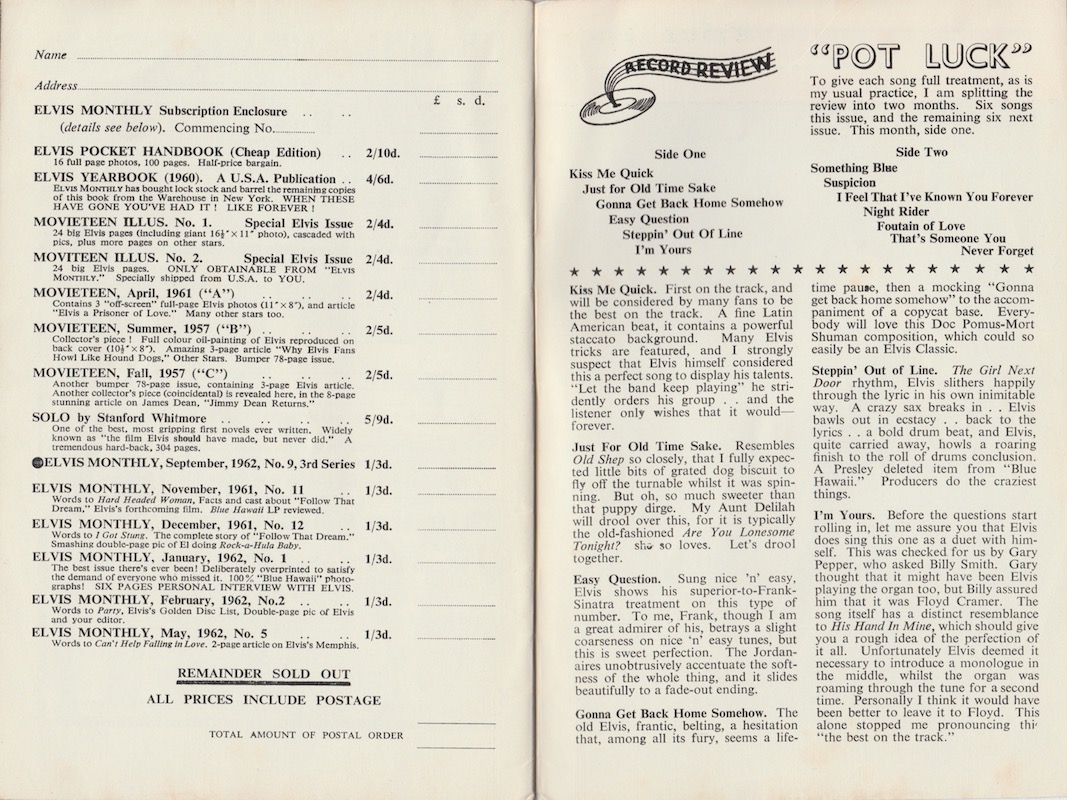 Name
Address
£ s. d.
ELVIS MONTHLY Subscription Enclosure . . . .
(details see below). Commencing No.
ELVIS POCKET HANDBOOK (Cheap Edition) . . 2/10d.
16 full page photos, 100 pages. Half-price bargain.
ELVIS YEARBOOK (1960). A U.S.A. Publication . . 4/6d.
ELVIS MONTHLY has bought lock stock and barrel the remaining copies
of this book from the Warehouse in New York. WHEN THESE
HAVE GONE YOU'VE HAD IT ! LIKE FOREVER !
MOVIETEEN ILLUS. No. 1. Special Elvis Issue 2/4d.
24 big Elvis pages (including giant 16½″×11″ photo), cascaded with
pics, plus more pages on other stars.
MOVITEEN ILLUS. No. 2. Special Elvis Issue 2/4d.
24 big Elvis pages. ONLY OBTAINABLE FROM "ELVIS
MONTHLY." Specially shipped from U.S.A. to YOU.
MOVIETEEN, April, 1961 ("A") . . . . . . 2/4d.
Contains 3 "off-screen" full-page Elvis photos (11″×8″), and article
"Elvis a Prisoner of Love." Many other stars too.
MOVIETEEN, Summer, 1957 ("B") . . . . . . 2/5d.
Collector's piece ! Full colour oil-painting of Elvis reproduced on
back cover (10½″×8″). Amazing 3-page article "Why Elvis Fans
Howl Like Hound Dogs," Other Stars. Bumper 78-page issue.
MOVIETEEN, Fall, 1957 ("C") . . . . . . 2/5d.
Another bumper 78-page issue, containing 3-page Elvis article.
Another collector's piece (coincidental) is revealed here, in the 8-page
stunning article on James Dean, "Jimmy Dean Returns."
SOLO by Stanford Whitmore . . . . . . 5/9d.
One of the best, most gripping first novels ever written. Widely
known as "the film Elvis should have made, but never did." A
tremendous hard-back, 304 pages.
●ELVIS MONTHLY, September, 1962, No. 9, 3rd Series 1/3d.
ELVIS MONTHLY, November, 1961, No. 11 . . 1/3d.
Words to Hard Headed Woman, Facts and cast about "Follow That
Dream," Elvis's forthcoming film. Blue Hawaii LP reviewed.
ELVIS MONTHLY, December, 1961, No. 12 . . 1/3d.
Words to I Got Stung. The complete story of "Follow That Dream."
Smashing double-page pic of El doing Rock-a-Hula Baby.
ELVIS MONTHLY, January, 1962, No. 1 . . . . 1/3d.
The best issue there's ever been! Deliberately overprinted to satisfy
the demand of everyone who missed it. 100% "Blue Hawaii" photo-
graphs! SIX PAGES PERSONAL INTERVIEW WITH ELVIS.
ELVIS MONTHLY, February, 1962, No.2 . . . . 1/3d.
Words to Party, Elvis's Golden Disc List, Double-page pic of Elvis
and your editor.
ELVIS MONTHLY, May, 1962, No. 5 . . . . 1/3d.
Words to Can't Help Falling in Love. 2-page article on Elvis's Memphis.
REMAINDER SOLD OUT
ALL PRICES INCLUDE POSTAGE
TOTAL AMOUNT OF POSTAL ORDER
RECORD REVIEW
"POT LUCK"
To give each song full treatment, as is
my usual practice, I am splitting the
review into two months. Six songs
this issue, and the remaining six next
issue. This month, side one.
Side One
Kiss Me Quick
Just for Old Time Sake
Gonna Get Back Home Somehow
Easy Question
Steppin' Out Of Line
I'm Yours
Side Two
Something Blue
Suspicion
I Feel That I've Known You Forever
Night Rider
Foutain of Love
That's Someone You
Never Forget
Kiss Me Quick. First on the track, and
will be considered by many fans to be
the best on the track. A fine Latin
American beat, it contains a powerful
staccato background. Many Elvis
tricks are featured, and I strongly
suspect that Elvis himself considered
this a perfect song to display his talents.
"Let the band keep playing" he stri-
dently orders his group . . and the
listener only wishes that it would—
forever.
Just For Old Time Sake. Resembles
Old Shep so closely, that I fully expec-
ted little bits of grated dog biscuit to
fly off the turnable whilst it was spin-
ning. But oh, so much sweeter than
that puppy dirge. My Aunt Delilah
will drool over this, for it is typically
the old-fashioned Are You Lonesome
Tonight? she so loves. Let's drool
together.
Easy Question. Sung nice 'n' easy,
Elvis shows his superior-to-Frank-
Sinatra treatment on this type of
number. To me, Frank, though I am
a great admirer of his, betrays a slight
coarseness on nice 'n' easy tunes, but
this is sweet perfection. The Jordan-
aires unobtrusively accentuate the soft-
ness of the whole thing, and it slides
beautifully to a fade-out ending.
Gonna Get Back Home Somehow. The
old Elvis, frantic, belting, a hesitation
that, among all its fury, seems a life-
time pause, then a mocking "Gonna
get back home somehow" to the accom-
paniment of a copycat base. Every-
body will love this Doc Pomus-Mort
Shuman composition, which could so
easily be an Elvis Classic.
Steppin' Out of Line. The Girl Next
Door rhythm, Elvis slithers happily
through the lyric in his own inimitable
way. A crazy sax breaks in . . Elvis
bawls out in ecstacy . . back to the
lyrics . . a bold drum beat, and Elvis,
quite carried away, howls a roaring
finish to the roll of drums conclusion.
A Presley deleted item from "Blue
Hawaii." Producers do the craziest
things.
I'm Yours. Before the questions start
rolling in, let me assure you that Elvis
does sing this one as a duet with him-
self. This was checked for us by Gary
Pepper, who asked Billy Smith. Gary
thought that it might have been Elvis
playing the organ too, but Billy assured
him that it was Floyd Cramer. The
song itself has a distinct resemblance
to His Hand In Mine, which should give
you a rough idea of the perfection of
it all. Unfortunately Elvis deemed it
necessary to introduce a monologue in
the middle, whilst the organ was
roaming through the tune for a second
time. Personally I think it would have
been better to leave it to Floyd. This
alone stopped me pronouncing thi
"the best on the track."